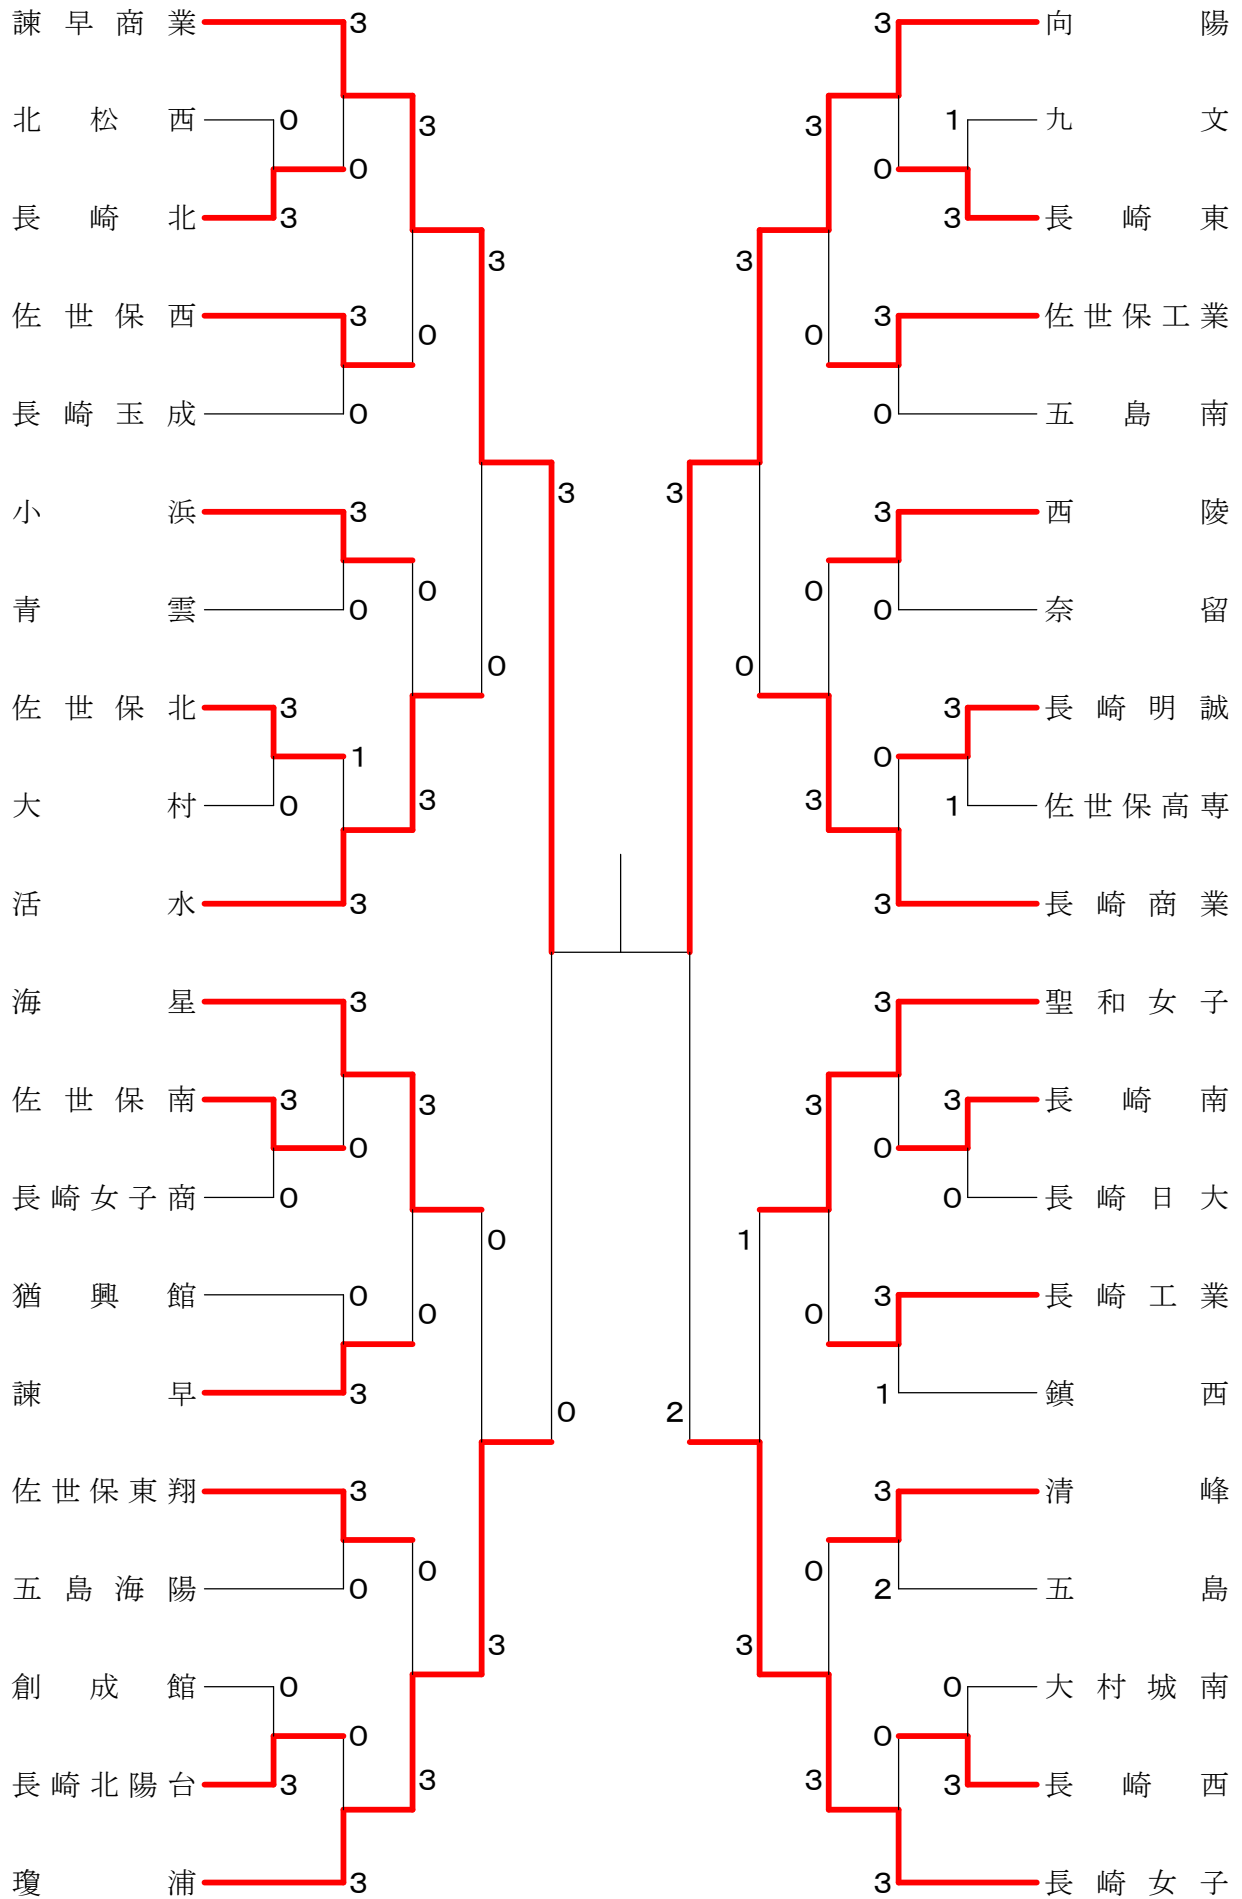 諫早商業 3 3 向陽
北松西 0 3 3 1 九文
0 0
長崎北 3 3 長崎東
3 3
佐世保西 3 0 0 3 佐世保工業
長崎玉成 0 0 五島南
3 3
小浜 3 3 西陵
0 0
青雲 0 0 奈留
0 0
佐世保北 3 3 長崎明誠
1 0
大村 0 3 3 1 佐世保高専
活水 3 3 長崎商業
海星 3 3 聖和女子
佐世保南 3 3 3 3 長崎南
0 0
長崎女子商 0 0 長崎日大
0 1
猶興館 0 0 0 3 長崎工業
諫早 3 1 鎮西
0 2
佐世保東翔 3 3 清峰
0 0
五島海陽 0 2 五島
3 3
創成館 0 0 大村城南
0 0
長崎北陽台 3 3 3 3 長崎西
瓊浦 3 3 長崎女子